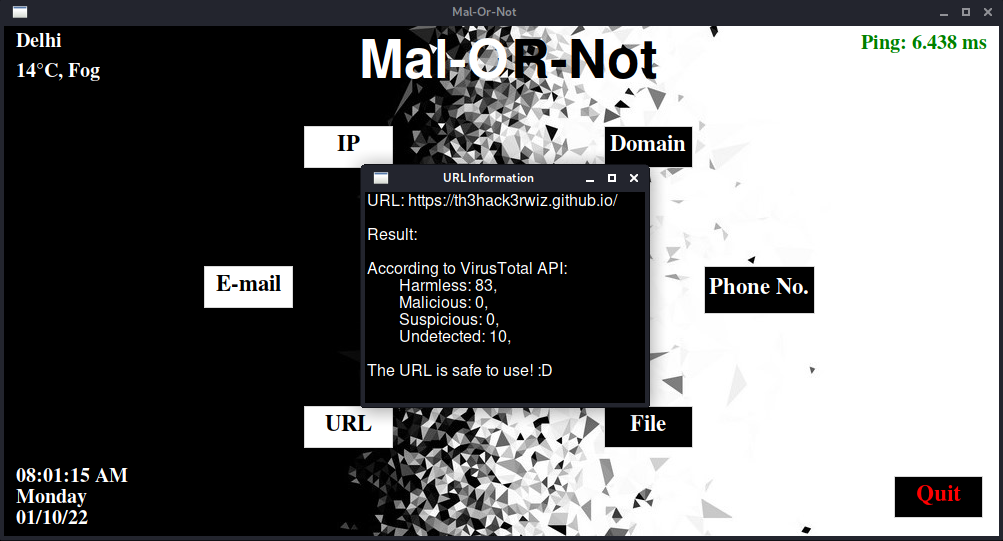 Mal-Or-Not
Delhi
14°C, Fog
Mal-OR-Not
Ping: 6.438 ms
IP
Domain
URL Information
URL: https://th3hack3rwiz.github.io/
Result:
According to VirusTotal API:
Harmless: 83,
Malicious: 0,
Suspicious: 0,
Undetected: 10,
The URL is safe to use! :D
E-mail
Phone No.
URL
File
08:01:15 AM
Monday
01/10/22
Quit